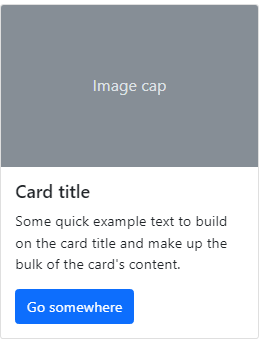 Image cap
Card title
Some quick example text to build
on the card title and make up the
bulk of the card's content.
Go somewhere